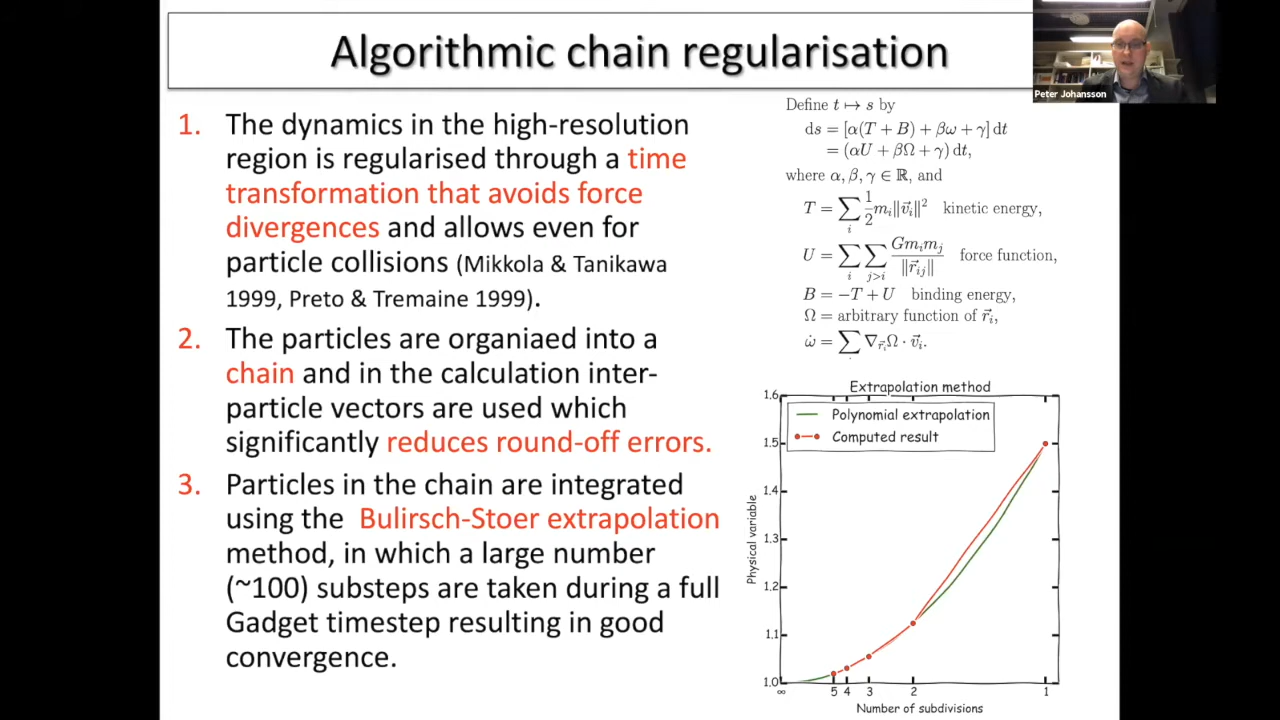 Algorithmic chain regularisation
Peter Johansson
1. The dynamics in the high-resolution
region is regularised through a time
transformation that avoids force
divergences and allows even for
particle collisions (Mikkola & Tanikawa
1999, Preto & Tremaine 1999).
2. The particles are organiaed into a
chain and in the calculation inter-
particle vectors are used which
significantly reduces round-off errors.
3. Particles in the chain are integrated
using the Bulirsch-Stoer extrapolation
method, in which a large number
(~100) substeps are taken during a full
Gadget timestep resulting in good
convergence.
Define t ↦ s by
ds = [α(T + B) + βω + γ] dt
= (αU + βΩ + γ) dt,
where α, β, γ ∈ ℝ, and
T = ∑_i 1/2 m_i‖v⃗_i‖² kinetic energy,
U = ∑_i ∑_{j>i} Gm_im_j/‖r⃗_ij‖ force function,
B = −T + U binding energy,
Ω = arbitrary function of r⃗_i,
ω̇ = ∑ ∇_{r⃗_i}Ω · v⃗_i.
Extrapolation method
Polynomial extrapolation
Computed result
1.6
1.5
1.4
1.3
1.2
1.1
1.0
Physical variable
∞ 5 4 3 2 1
Number of subdivisions